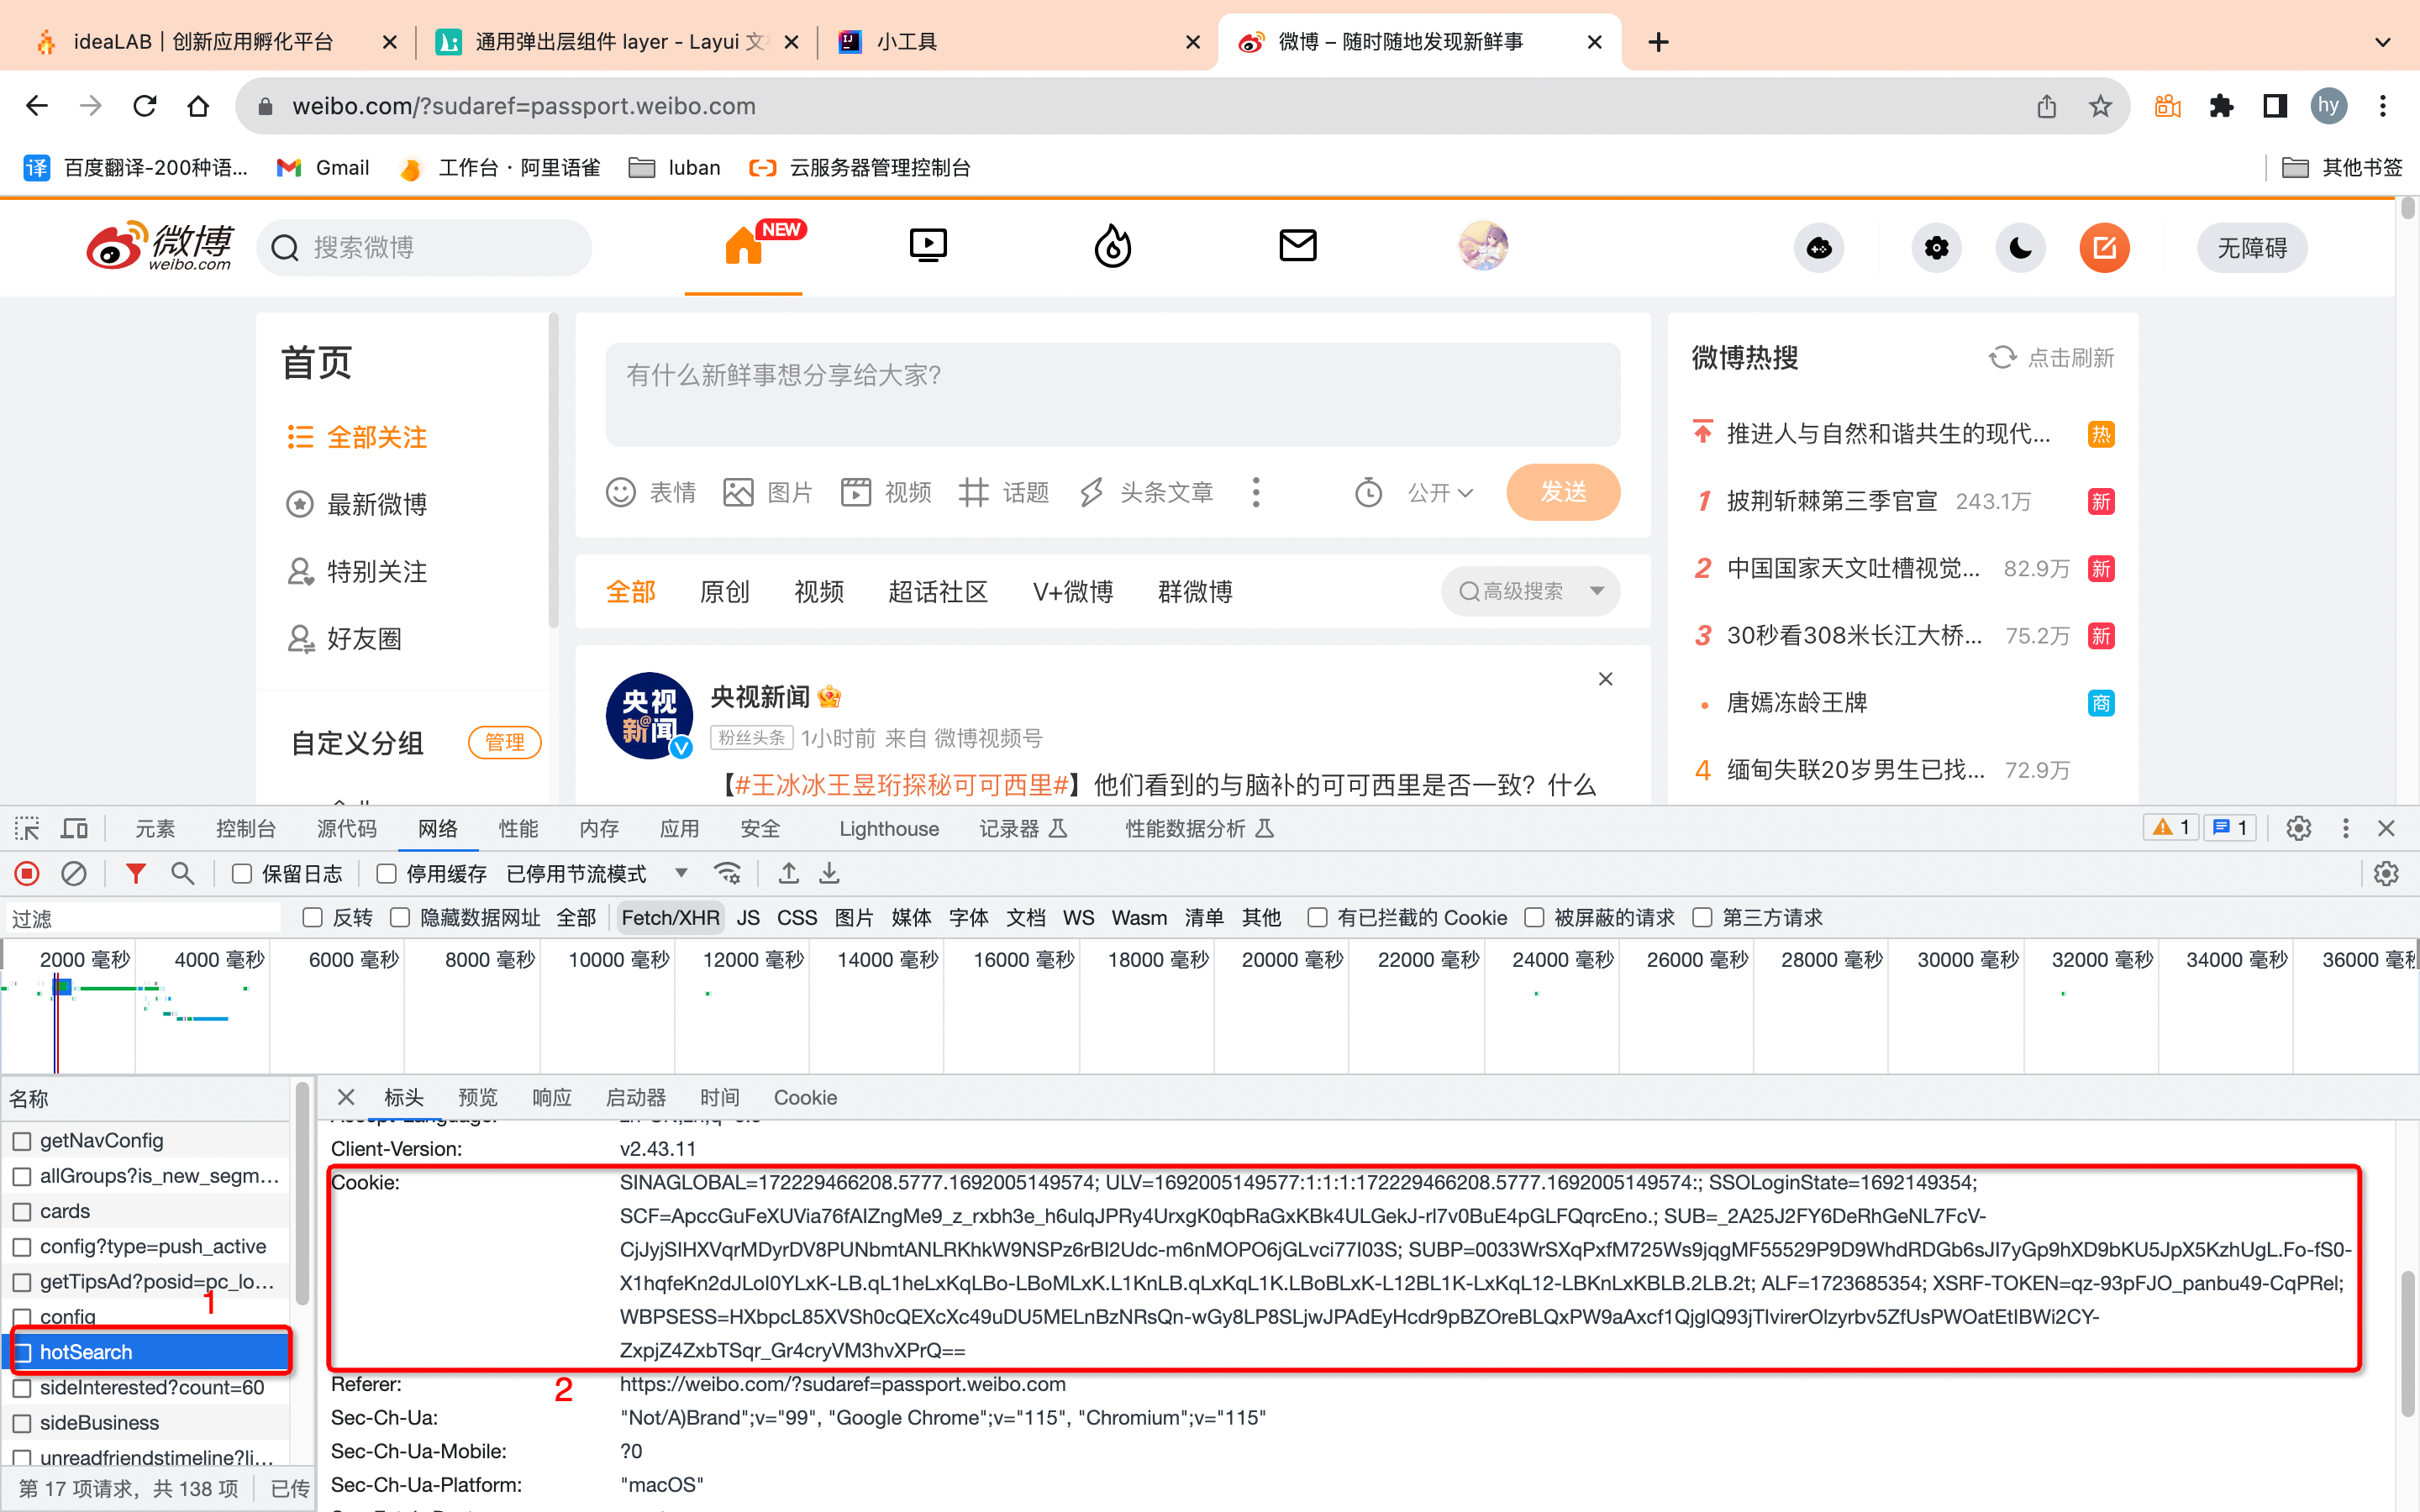 ideaLAB｜创新应用孵化平台
通用弹出层组件 layer - Layui 文
小工具
微博 – 随时随地发现新鲜事
weibo.com/?sudaref=passport.weibo.com
hy
译
百度翻译-200种语...
Gmail
工作台 · 阿里语雀
luban
云服务器管理控制台
其他书签
微博
weibo.com
搜索微博
NEW
无障碍
首页
全部关注
最新微博
特别关注
好友圈
自定义分组
管理
有什么新鲜事想分享给大家?
表情
图片
视频
话题
头条文章
公开
发送
全部
原创
视频
超话社区
V+微博
群微博
高级搜索
央视新闻
央视
新@闻
粉丝头条
1小时前 来自 微博视频号
【#王冰冰王昱珩探秘可可西里#】他们看到的与脑补的可可西里是否一致？什么
微博热搜
点击刷新
推进人与自然和谐共生的现代... 热
1 披荆斩棘第三季官宣 243.1万 新
2 中国国家天文吐槽视觉... 82.9万 新
3 30秒看308米长江大桥... 75.2万 新
• 唐嫣冻龄王牌 商
4 缅甸失联20岁男生已找... 72.9万
元素 控制台 源代码 网络 性能 内存 应用 安全 Lighthouse 记录器 性能数据分析
1 1
保留日志 停用缓存 已停用节流模式
过滤 反转 隐藏数据网址 全部 Fetch/XHR JS CSS 图片 媒体 字体 文档 WS Wasm 清单 其他 有已拦截的 Cookie 被屏蔽的请求 第三方请求
2000 毫秒 4000 毫秒 6000 毫秒 8000 毫秒 10000 毫秒 12000 毫秒 14000 毫秒 16000 毫秒 18000 毫秒 20000 毫秒 22000 毫秒 24000 毫秒 26000 毫秒 28000 毫秒 30000 毫秒 32000 毫秒 34000 毫秒 36000 毫
名称
getNavConfig
allGroups?is_new_segm...
cards
config?type=push_active
getTipsAd?posid=pc_lo...
1
config
hotSearch
sideInterested?count=60
sideBusiness
unreadfriendstimeline?li...
第 17 项请求，共 138 项 已传
标头 预览 响应 启动器 时间 Cookie
Client-Version: v2.43.11
Cookie: SINAGLOBAL=172229466208.5777.1692005149574; ULV=1692005149577:1:1:1:172229466208.5777.1692005149574:; SSOLoginState=1692149354;
SCF=ApccGuFeXUVia76fAIZngMe9_z_rxbh3e_h6ulqJPRy4UrxgK0qbRaGxKBk4ULGekJ-rl7v0BuE4pGLFQqrcEno.; SUB=_2A25J2FY6DeRhGeNL7FcV-
CjJyjSIHXVqrMDyrDV8PUNbmtANLRKhkW9NSPz6rBI2Udc-m6nMOPO6jGLvci77I03S; SUBP=0033WrSXqPxfM725Ws9jqgMF55529P9D9WhdRDGb6sJI7yGp9hXD9bKU5JpX5KzhUgL.Fo-fS0-
X1hqfeKn2dJLoI0YLxK-LB.qL1heLxKqLBo-LBoMLxK.L1KnLB.qLxKqL1K.LBoBLxK-L12BL1K-LxKqL12-LBKnLxKBLB.2LB.2t; ALF=1723685354; XSRF-TOKEN=qz-93pFJO_panbu49-CqPRel;
WBPSESS=HXbpcL85XVSh0cQEXcXc49uDU5MELnBzNRsQn-wGy8LP8SLjwJPAdEyHcdr9pBZOreBLQxPW9aAxcf1QjglQ93jTIvirerOlzyrbv5ZfUsPWOatEtIBWi2CY-
ZxpjZ4ZxbTSqr_Gr4cryVM3hvXPrQ==
2
Referer: https://weibo.com/?sudaref=passport.weibo.com
Sec-Ch-Ua: "Not/A)Brand";v="99", "Google Chrome";v="115", "Chromium";v="115"
Sec-Ch-Ua-Mobile: ?0
Sec-Ch-Ua-Platform: "macOS"